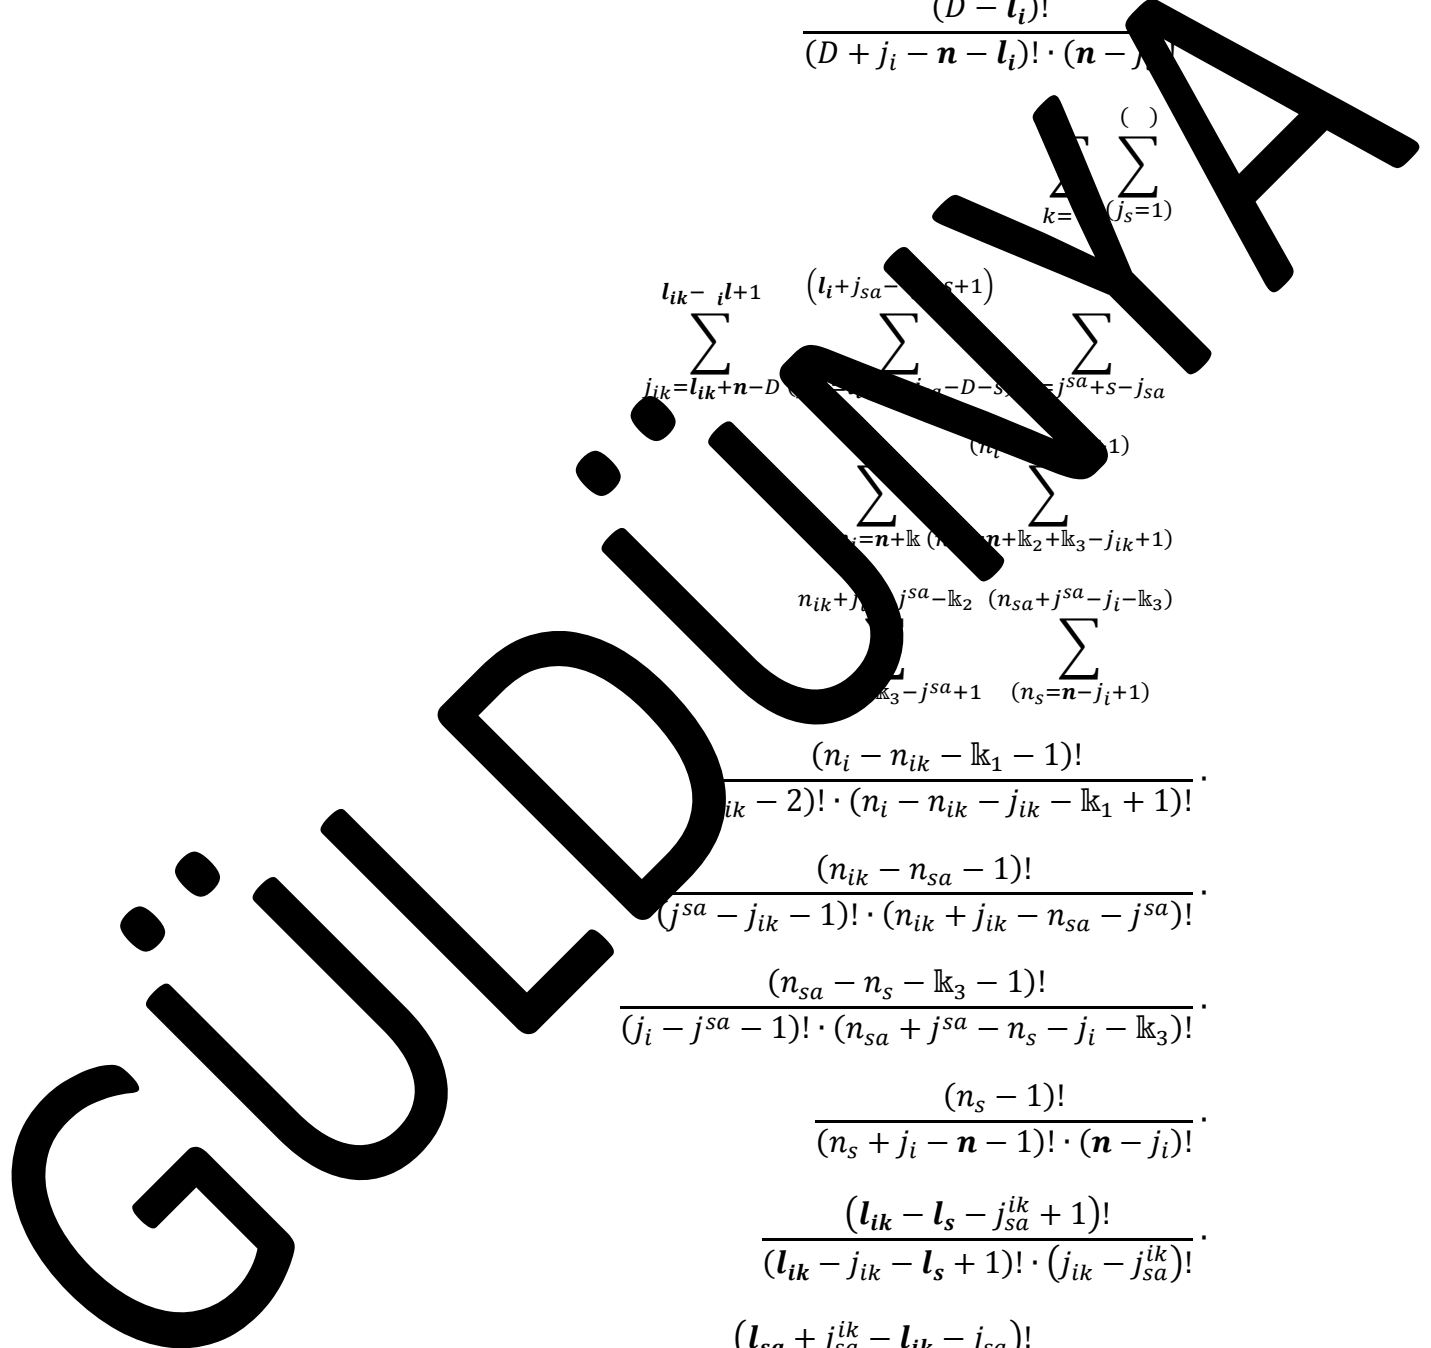 (D − l_i)!
(D + j_i − n − l_i)! · (n − j
( )
∑ ∑
k= (j_s=1)
l_ik− _il+1 (l_i+j_sa− s+1)
∑ ∑ ∑
j_ik=l_ik+n−D −D−s =j^sa+s−j_sa
(n_i 1)
∑ ∑
=n+𝕜 n+𝕜_2+𝕜_3−j_ik+1)
n_ik+j j^sa−𝕜_2 (n_sa+j^sa−j_i−𝕜_3)
∑
𝕜_3−j^sa+1 (n_s=n−j_i+1)
(n_i − n_ik − 𝕜_1 − 1)!
ik − 2)! · (n_i − n_ik − j_ik − 𝕜_1 + 1)! ·
(n_ik − n_sa − 1)!
(j^sa − j_ik − 1)! · (n_ik + j_ik − n_sa − j^sa)! ·
(n_sa − n_s − 𝕜_3 − 1)!
(j_i − j^sa − 1)! · (n_sa + j^sa − n_s − j_i − 𝕜_3)! ·
(n_s − 1)!
(n_s + j_i − n − 1)! · (n − j_i)! ·
(l_ik − l_s − j_sa^ik + 1)!
(l_ik − j_ik − l_s + 1)! · (j_ik − j_sa^ik)! ·
(l_sa + j_sa^ik − l_ik − j_sa)!
GÜLDÜNYA